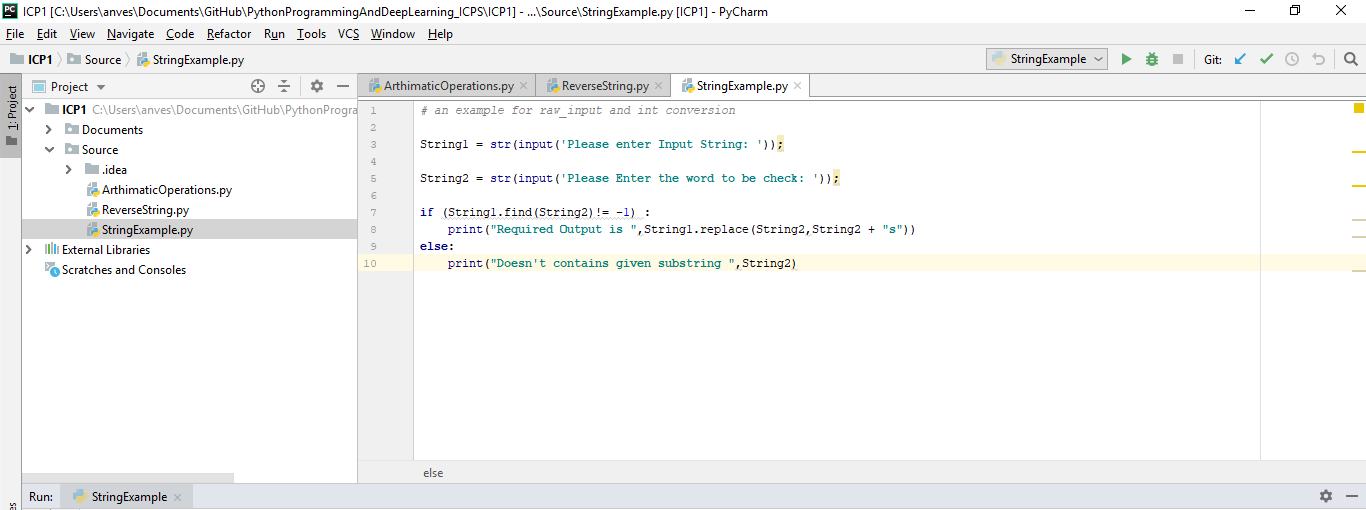 ICP1 [C:\Users\anves\Documents\GitHub\PythonProgrammingAndDeepLearning_ICPS\ICP1] - ...\Source\StringExample.py [ICP1] - PyCharm
File Edit View Navigate Code Refactor Run Tools VCS Window Help
ICP1 Source StringExample.py StringExample Git:
1: Project
Project
ICP1 C:\Users\anves\Documents\GitHub\PythonProgra
Documents
Source
.idea
ArthimaticOperations.py
ReverseString.py
StringExample.py
External Libraries
Scratches and Consoles
ArthimaticOperations.py ReverseString.py StringExample.py
1 # an example for raw_input and int conversion
2
3 String1 = str(input('Please enter Input String: '));
4
5 String2 = str(input('Please Enter the word to be check: '));
6
7 if (String1.find(String2)!= -1) :
8 print("Required Output is ",String1.replace(String2,String2 + "s"))
9 else:
10 print("Doesn't contains given substring ",String2)
else
Run: StringExample